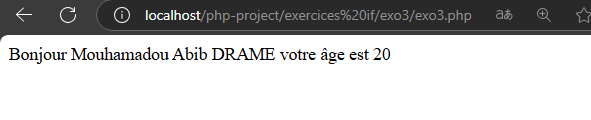 localhost/php-project/exercices%20if/exo3/exo3.php
Bonjour Mouhamadou Abib DRAME votre âge est 20